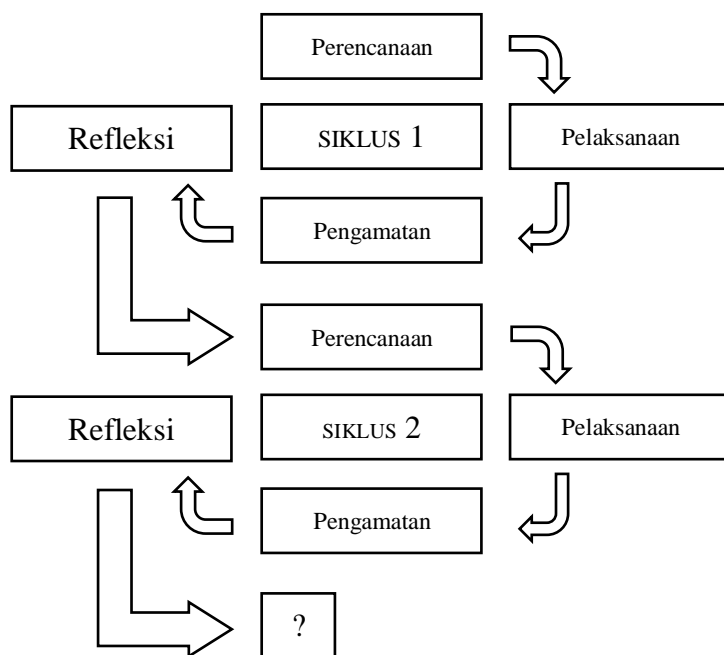 Perencanaan
Refleksi
SIKLUS 1
Pelaksanaan
Pengamatan
Perencanaan
Refleksi
SIKLUS 2
Pelaksanaan
Pengamatan
?